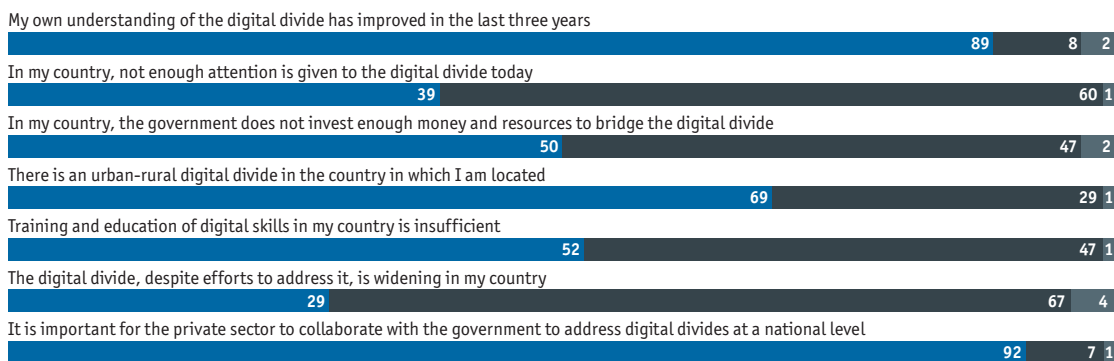 My own understanding of the digital divide has improved in the last three years
89 8 2
In my country, not enough attention is given to the digital divide today
39 60 1
In my country, the government does not invest enough money and resources to bridge the digital divide
50 47 2
There is an urban-rural digital divide in the country in which I am located
69 29 1
Training and education of digital skills in my country is insufficient
52 47 1
The digital divide, despite efforts to address it, is widening in my country
29 67 4
It is important for the private sector to collaborate with the government to address digital divides at a national level
92 7 1